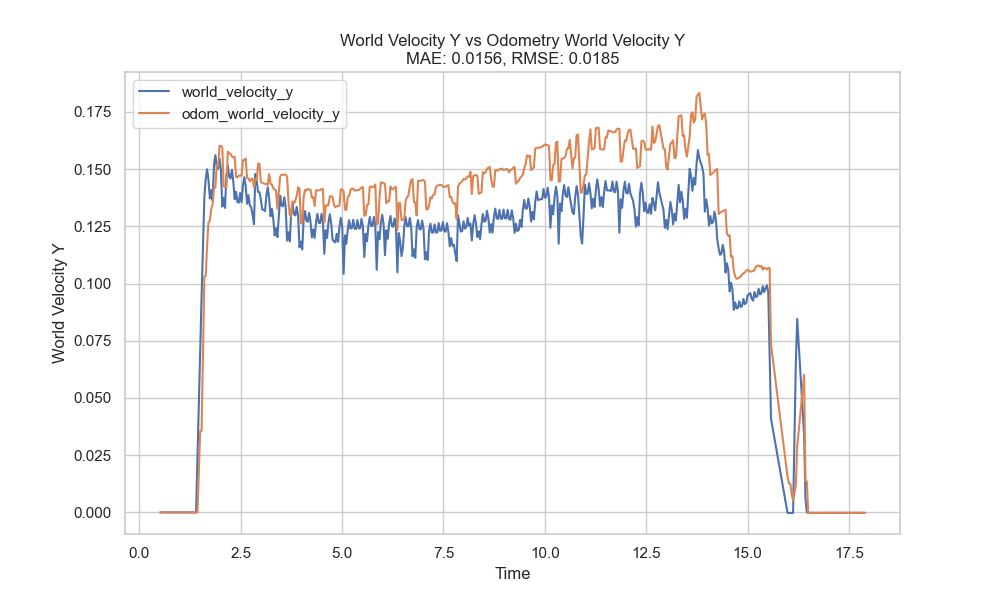 World Velocity Y vs Odometry World Velocity Y
MAE: 0.0156, RMSE: 0.0185
world_velocity_y
odom_world_velocity_y
0.175
0.150
0.125
0.100
0.075
0.050
0.025
0.000
World Velocity Y
0.0 2.5 5.0 7.5 10.0 12.5 15.0 17.5
Time